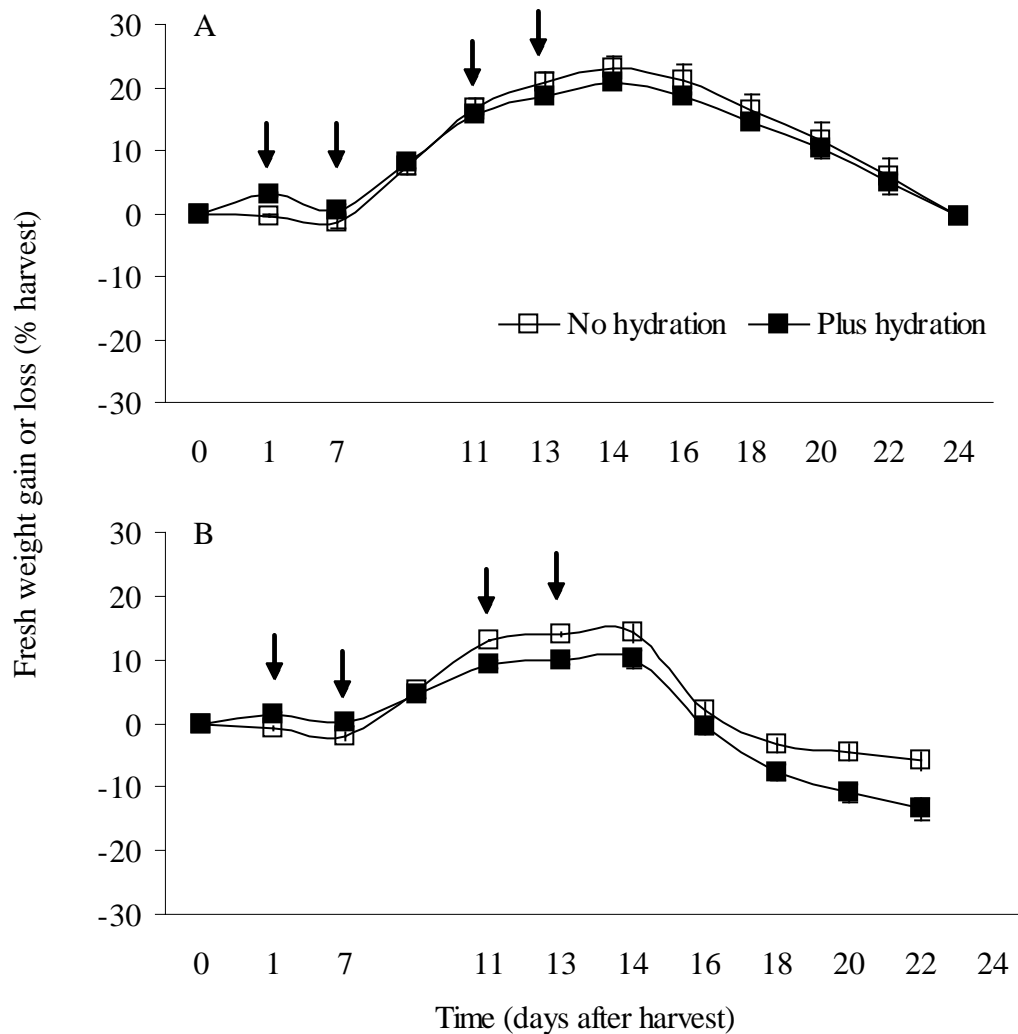 A
30
20
10
0
-10
-20
-30
No hydration
Plus hydration
0 1 7 11 13 14 16 18 20 22 24
B
30
20
10
0
-10
-20
-30
0 1 7 11 13 14 16 18 20 22 24
Fresh weight gain or loss (% harvest)
Time (days after harvest)